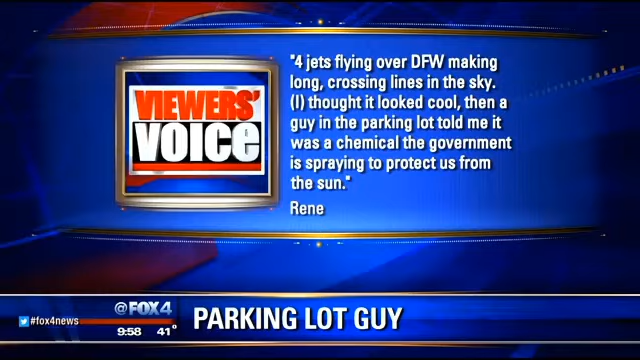 VIEWERS'
VOICE
"4 jets flying over DFW making
long, crossing lines in the sky.
(I) thought it looked cool, then a
guy in the parking lot told me it
was a chemical the government
is spraying to protect us from
the sun."
Rene
#fox4news
@FOX4
9:58 41°
PARKING LOT GUY